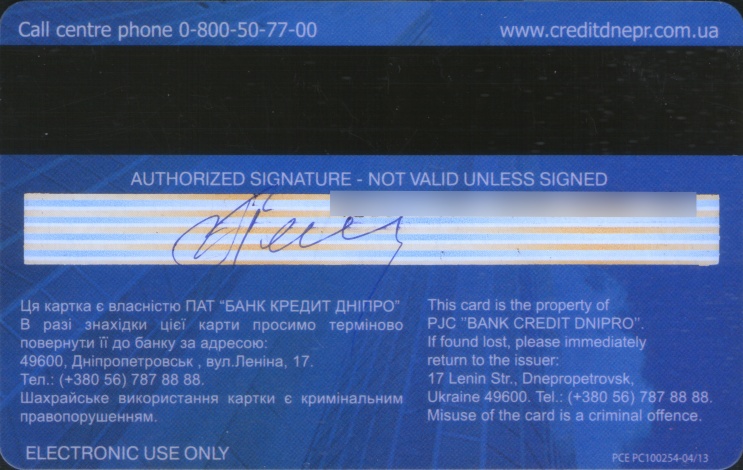 Call centre phone 0-800-50-77-00
www.creditdnepr.com.ua
AUTHORIZED SIGNATURE - NOT VALID UNLESS SIGNED
Ця картка є власністю ПАТ "БАНК КРЕДИТ ДНІПРО"
В разі знахідки цієї карти просимо терміново
повернути її до банку за адресою:
49600, Дніпропетровськ , вул.Леніна, 17.
Тел.: (+380 56) 787 88 88.
Шахрайське використання картки є кримінальним
правопорушенням.
This card is the property of
PJC "BANK CREDIT DNIPRO".
If found lost, please immediately
return to the issuer:
17 Lenin Str., Dnepropetrovsk,
Ukraine 49600. Tel.: (+380 56) 787 88 88.
Misuse of the card is a criminal offence.
ELECTRONIC USE ONLY
PCE PC100254-04/13